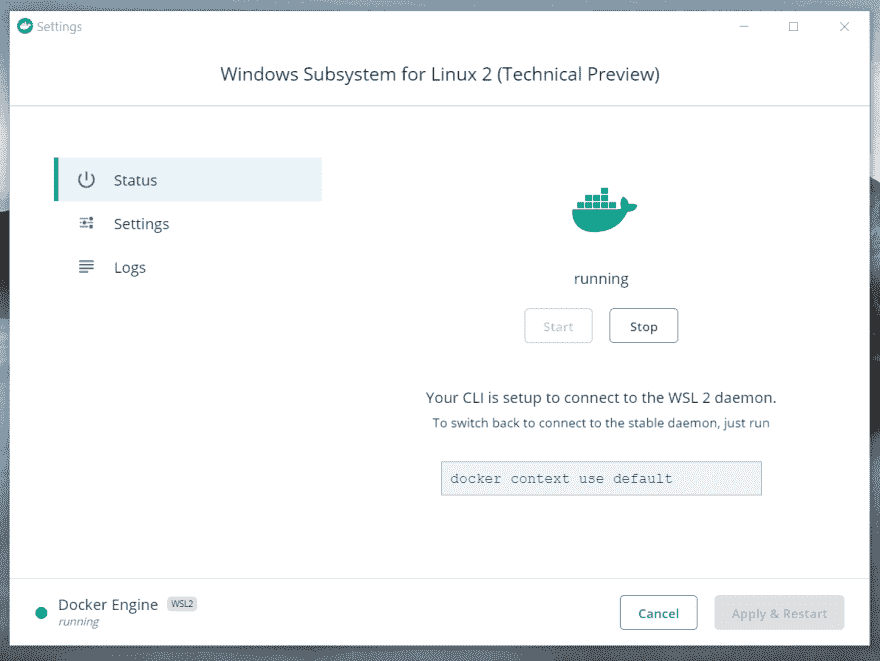 Settings
Windows Subsystem for Linux 2 (Technical Preview)
Status
Settings
Logs
running
Start
Stop
Your CLI is setup to connect to the WSL 2 daemon.
To switch back to connect to the stable daemon, just run
docker context use default
Docker Engine WSL2
running
Cancel
Apply & Restart